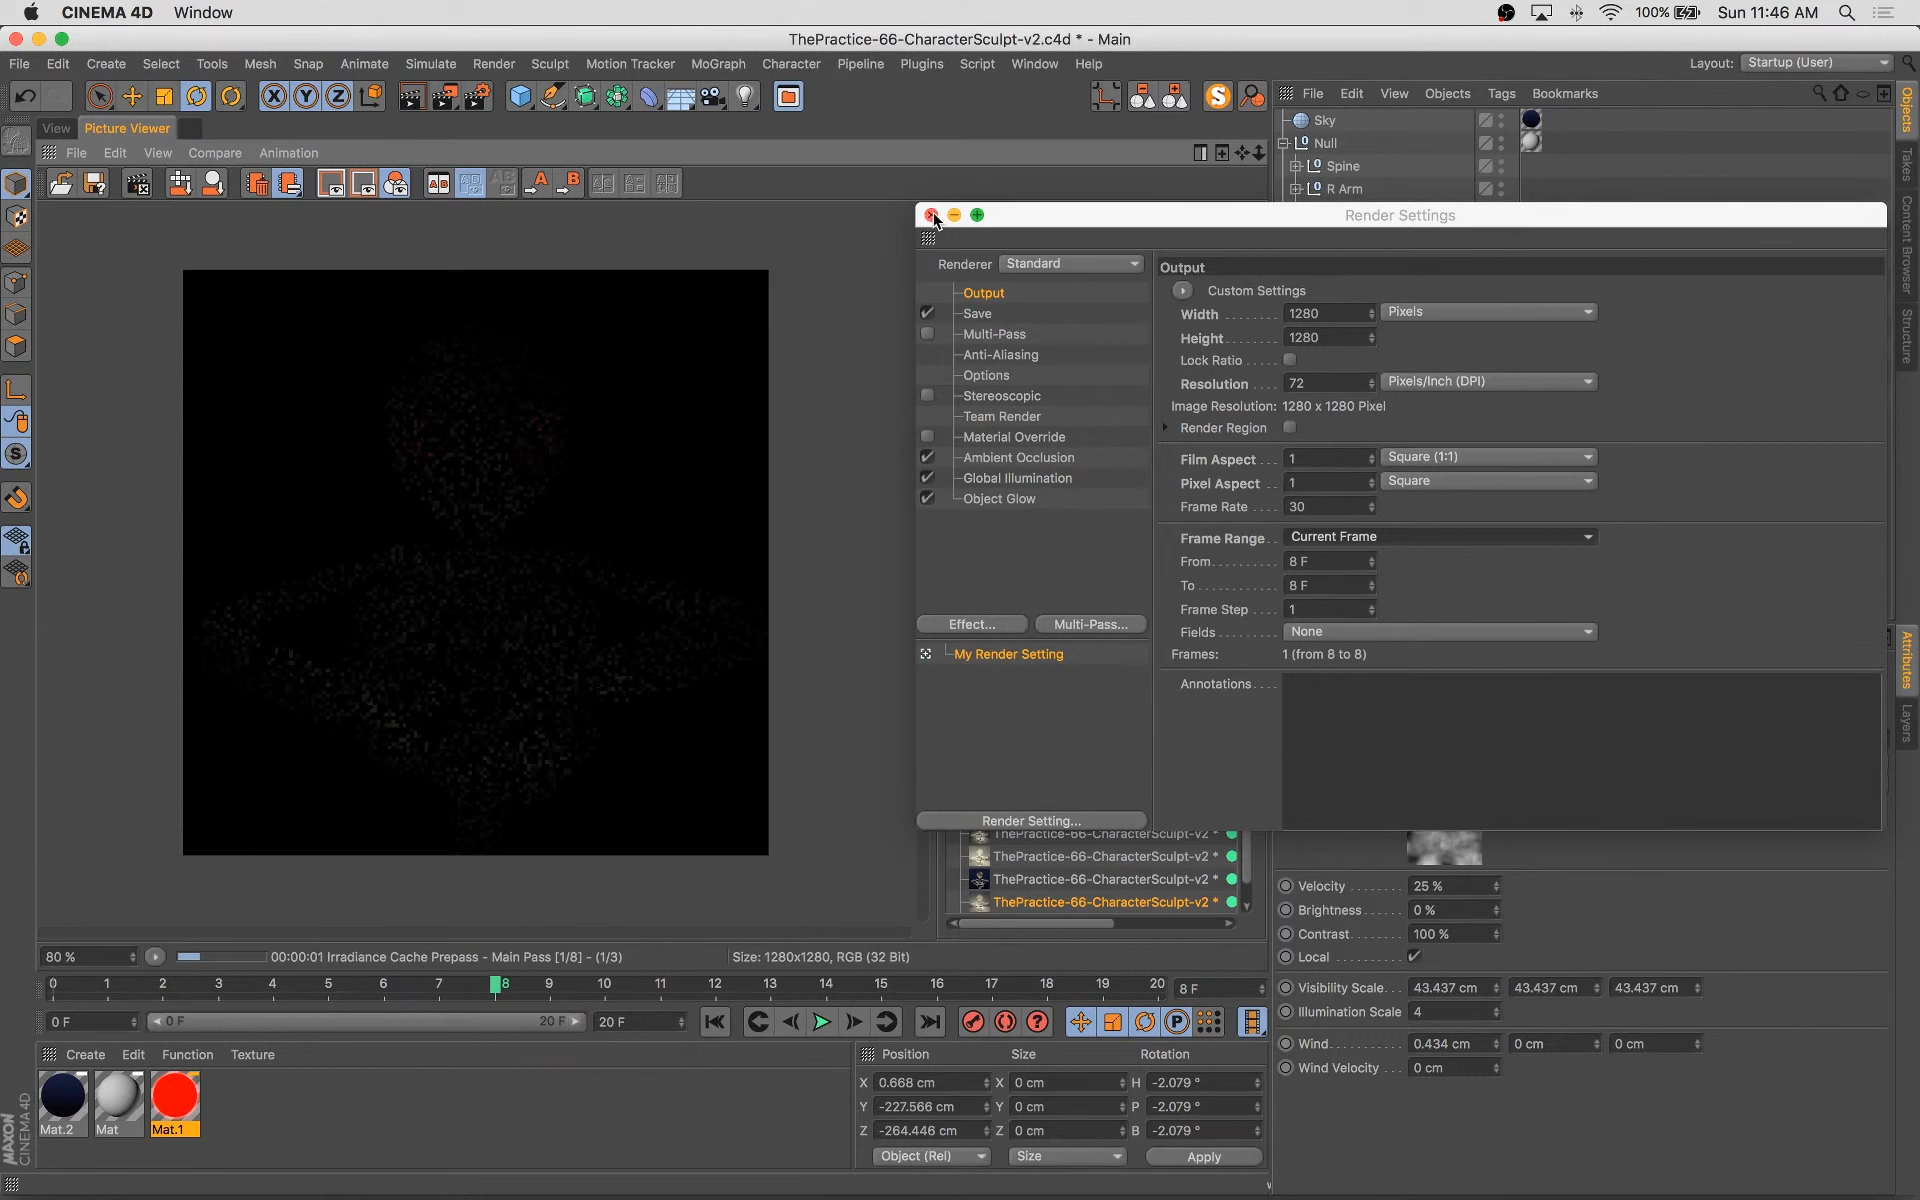 CINEMA 4D Window
100% Sun 11:46 AM
ThePractice-66-CharacterSculpt-v2.c4d * - Main
File Edit Create Select Tools Mesh Snap Animate Simulate Render Sculpt Motion Tracker MoGraph Character Pipeline Plugins Script Window Help
Layout: Startup (User)
File Edit View Objects Tags Bookmarks
View Picture Viewer
File Edit View Compare Animation
Sky
Null
Spine
R Arm
Objects
Takes
Content Browser
Structure
Attributes
Layers
Render Settings
Renderer Standard
Output
Save
Multi-Pass
Anti-Aliasing
Options
Stereoscopic
Team Render
Material Override
Ambient Occlusion
Global Illumination
Object Glow
Effect... Multi-Pass...
My Render Setting
Render Setting...
Output
Custom Settings
Width 1280 Pixels
Height 1280
Lock Ratio
Resolution 72 Pixels/Inch (DPI)
Image Resolution: 1280 x 1280 Pixel
Render Region
Film Aspect 1 Square (1:1)
Pixel Aspect 1 Square
Frame Rate 30
Frame Range Current Frame
From 8 F
To 8 F
Frame Step 1
Fields None
Frames: 1 (from 8 to 8)
Annotations
ThePractice-66-CharacterSculpt-v2 *
ThePractice-66-CharacterSculpt-v2 *
ThePractice-66-CharacterSculpt-v2 *
ThePractice-66-CharacterSculpt-v2 *
Velocity 25 %
Brightness 0 %
Contrast 100 %
Local
Visibility Scale 43.437 cm 43.437 cm 43.437 cm
Illumination Scale 4
Wind 0.434 cm 0 cm 0 cm
Wind Velocity 0 cm
80 % 00:00:01 Irradiance Cache Prepass - Main Pass [1/8] - (1/3) Size: 1280x1280, RGB (32 Bit)
0 1 2 3 4 5 6 7 8 9 10 11 12 13 14 15 16 17 18 19 20 8 F
0 F 0 F 20 F 20 F
Create Edit Function Texture
Mat.2 Mat Mat.1
MAXON CINEMA 4D
Position Size Rotation
X 0.668 cm X 0 cm H -2.079 °
Y -227.566 cm Y 0 cm P -2.079 °
Z -264.446 cm Z 0 cm B -2.079 °
Object (Rel) Size Apply